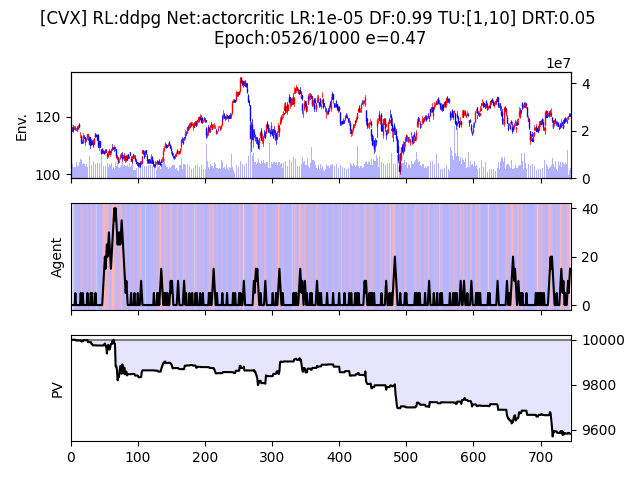 [CVX] RL:ddpg Net:actorcritic LR:1e-05 DF:0.99 TU:[1,10] DRT:0.05
Epoch:0526/1000 e=0.47
1e7
Env.
120
100
4
2
0
Agent
40
20
0
PV
10000
9800
9600
0 100 200 300 400 500 600 700